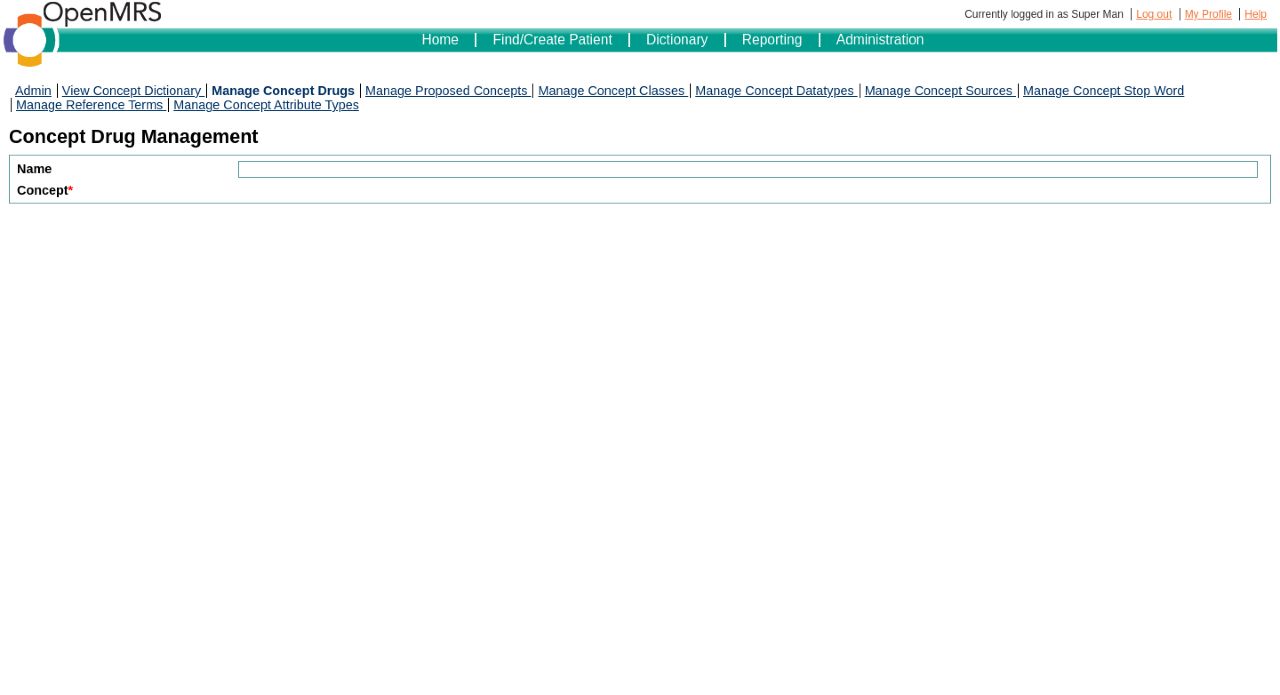 OpenMRS
Currently logged in as Super Man | Log out | My Profile | Help
Home | Find/Create Patient | Dictionary | Reporting | Administration
Admin | View Concept Dictionary | Manage Concept Drugs | Manage Proposed Concepts | Manage Concept Classes | Manage Concept Datatypes | Manage Concept Sources | Manage Concept Stop Word
| Manage Reference Terms | Manage Concept Attribute Types
Concept Drug Management
Name
Concept*